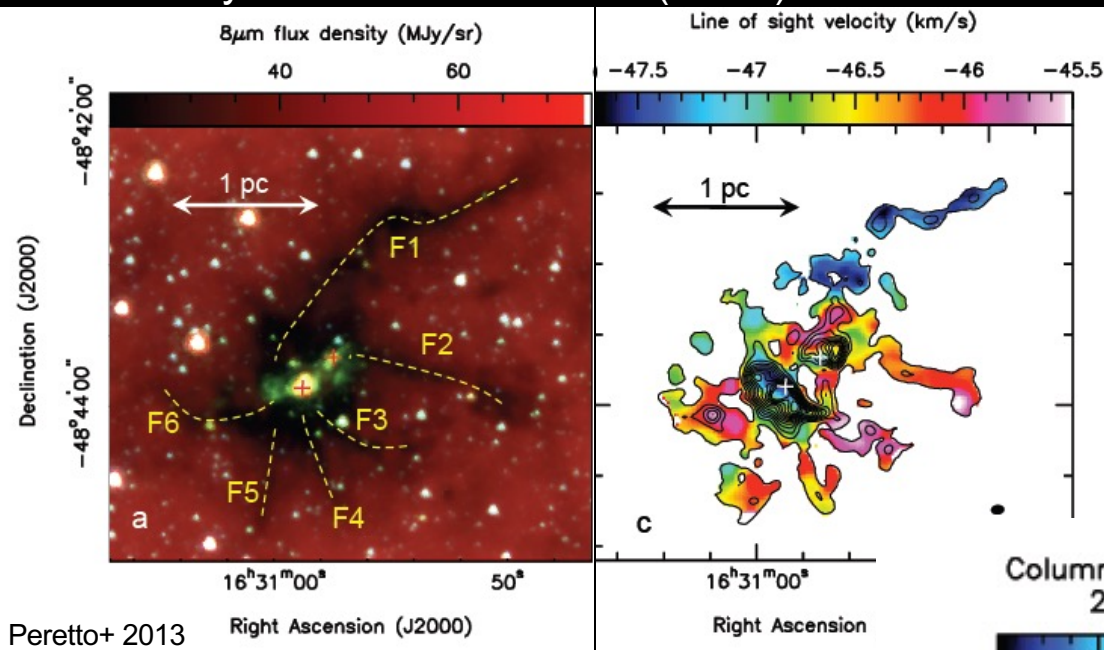 8μm flux density (MJy/sr)
40 60
-48°42'00"
-48°44'00"
Declination (J2000)
1 pc
F1
F2
F3
F4
F5
F6
a
16ʰ31ᵐ00ˢ 50ˢ
Right Ascension (J2000)
Peretto+ 2013
Line of sight velocity (km/s)
-47.5 -47 -46.5 -46 -45.5
1 pc
c
16ʰ31ᵐ00ˢ
Right Ascension
Column
2